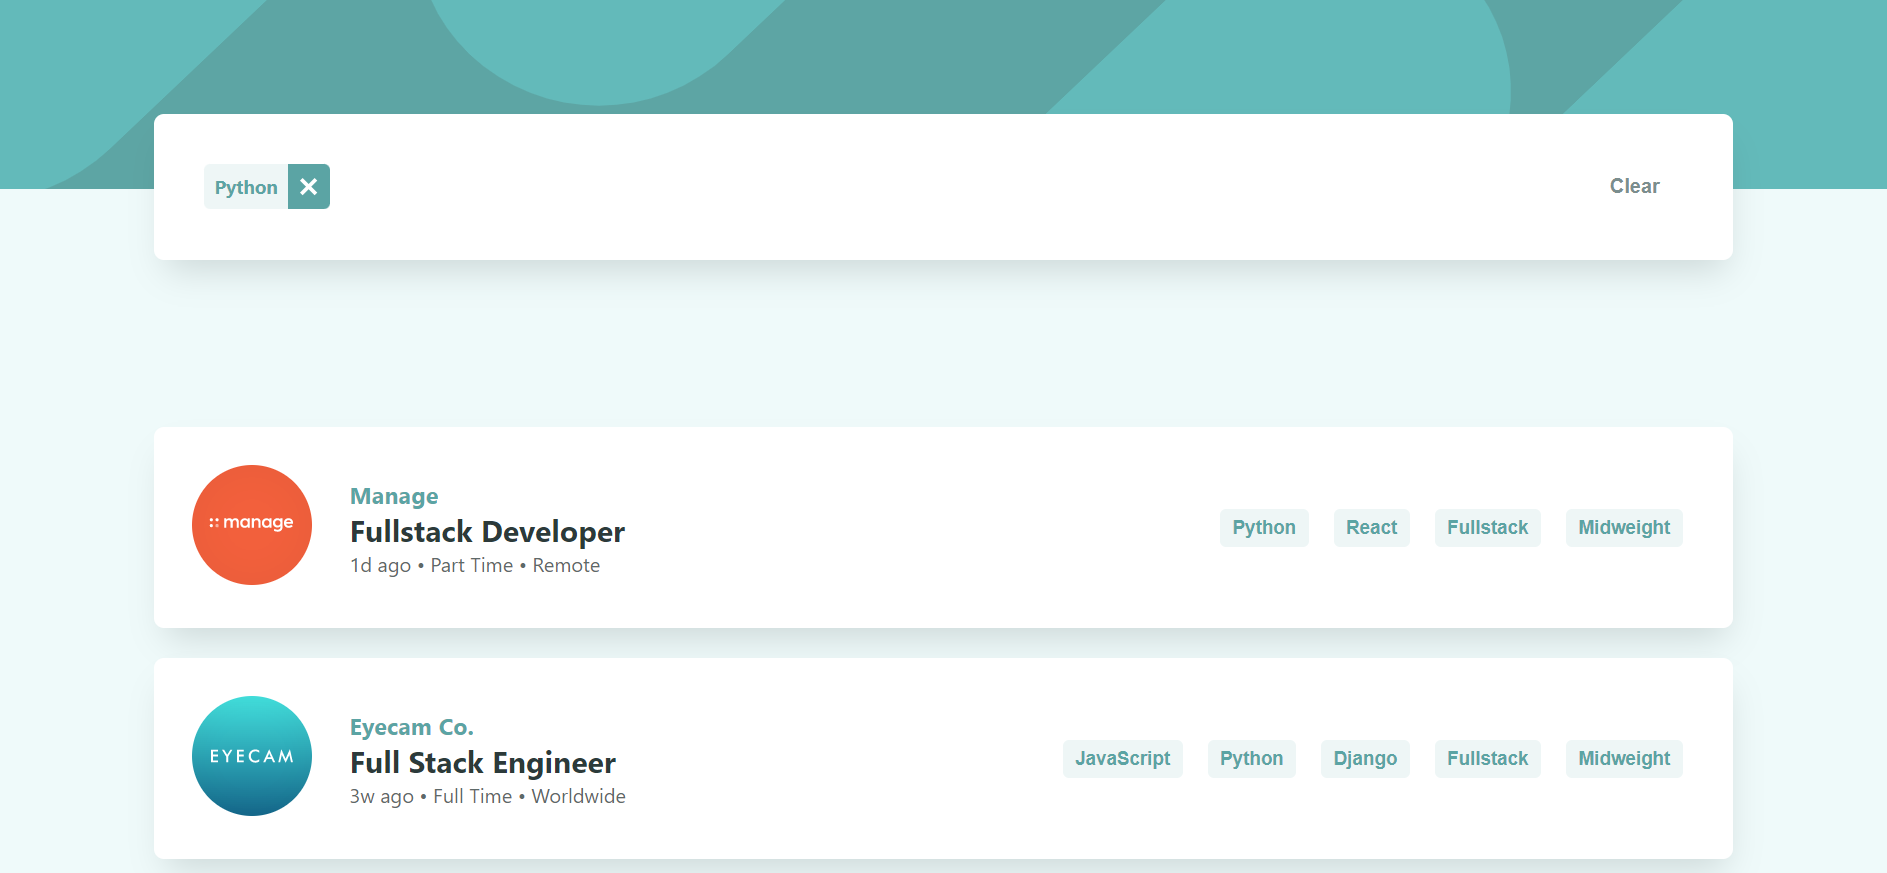 Python
Clear
manage
Manage
Fullstack Developer
1d ago • Part Time • Remote
Python React Fullstack Midweight
EYECAM
Eyecam Co.
Full Stack Engineer
3w ago • Full Time • Worldwide
JavaScript Python Django Fullstack Midweight